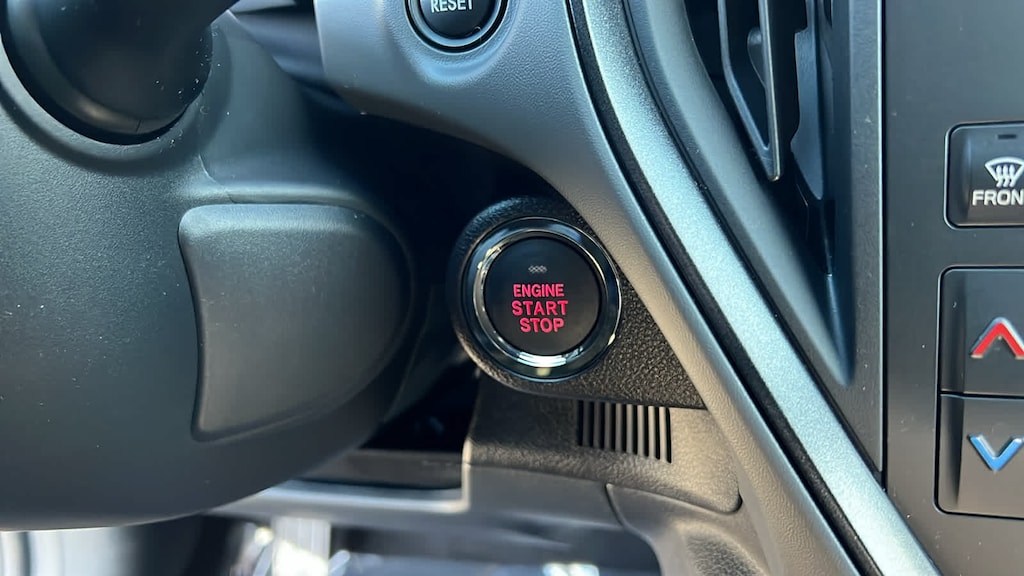 RESET
ENGINE
START
STOP
FRON